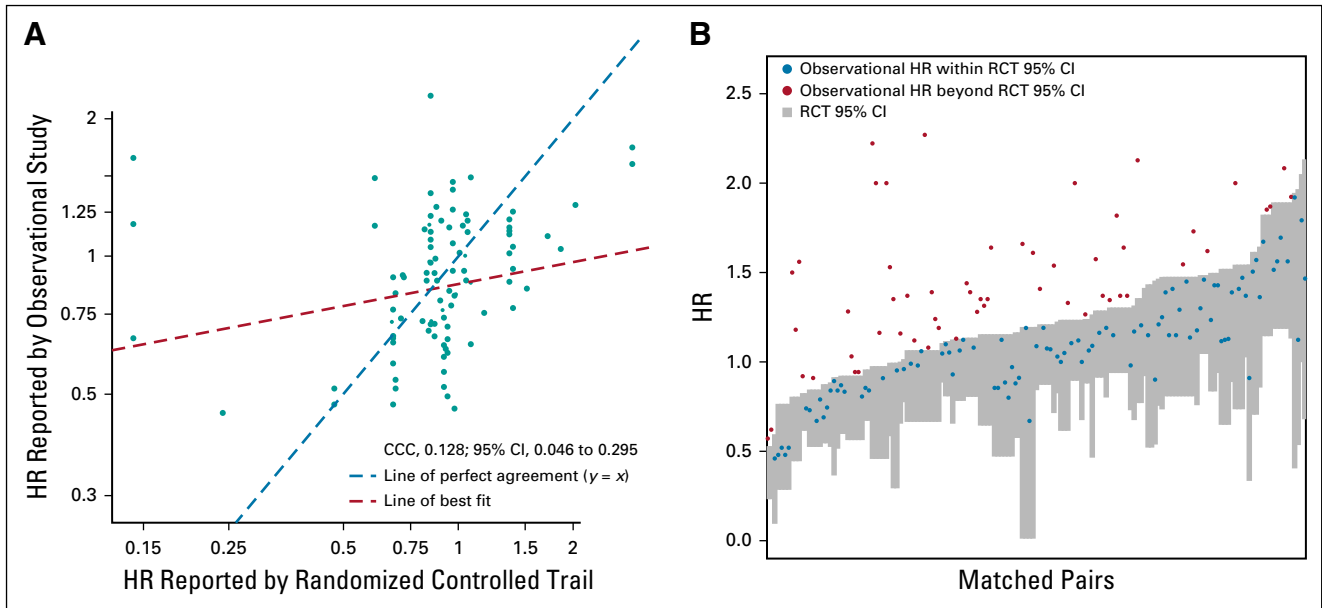 A
HR Reported by Observational Study
2
1.25
1
0.75
0.5
0.3
CCC, 0.128; 95% CI, 0.046 to 0.295
Line of perfect agreement (y = x)
Line of best fit
0.15 0.25 0.5 0.75 1 1.5 2
HR Reported by Randomized Controlled Trail
B
Observational HR within RCT 95% CI
Observational HR beyond RCT 95% CI
RCT 95% CI
HR
2.5
2.0
1.5
1.0
0.5
0.0
Matched Pairs